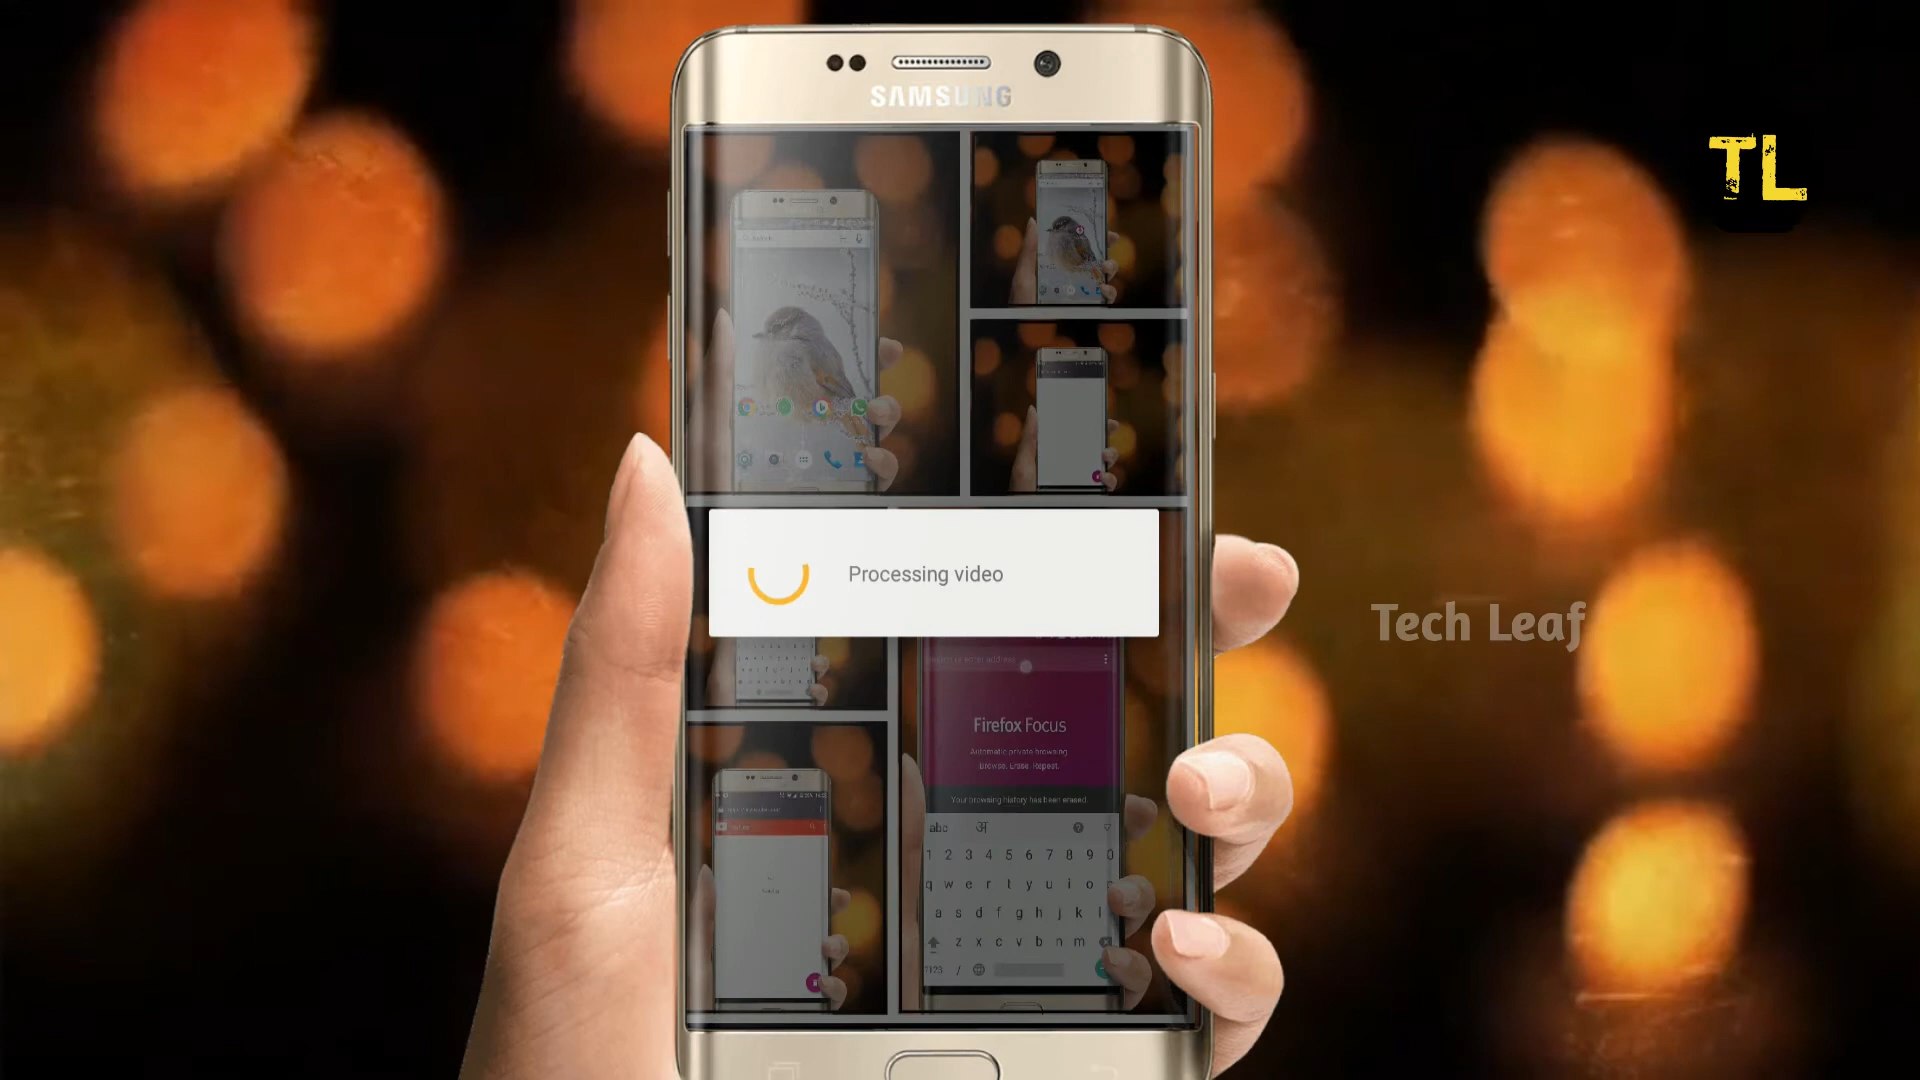 SAMSUNG
TL
Processing video
Tech Leaf
Firefox Focus
Automatic private browsing
Browse. Erase. Repeat.
Your browsing history has been erased.
abc अ
1 2 3 4 5 6 7 8 9 0
q w e r t y u i o p
a s d f g h j k l
z x c v b n m
?123 /